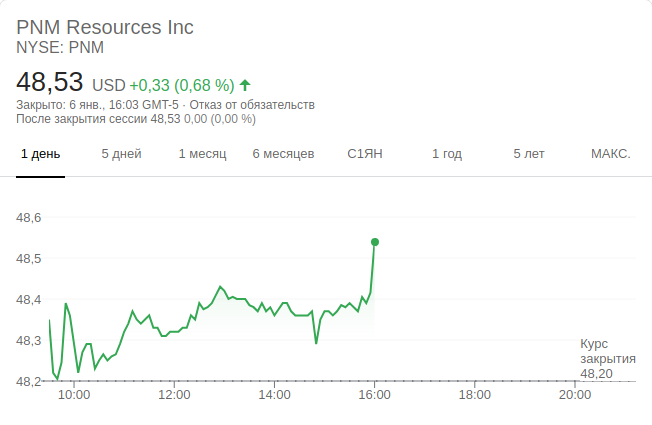 PNM Resources Inc
NYSE: PNM
48,53 USD +0,33 (0,68 %)
Закрыто: 6 янв., 16:03 GMT-5 · Отказ от обязательств
После закрытия сессии 48,53 0,00 (0,00 %)
1 день 5 дней 1 месяц 6 месяцев С1ЯН 1 год 5 лет МАКС.
48,6
48,5
48,4
48,3
Курс
закрытия
48,20
48,2
10:00 12:00 14:00 16:00 18:00 20:00